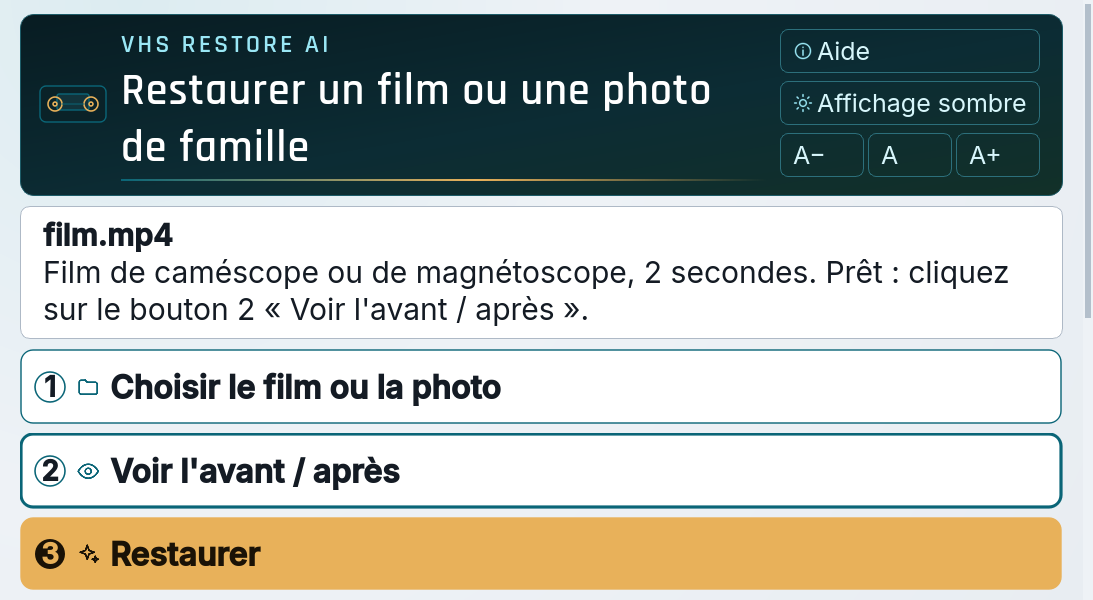 VHS RESTORE AI
Restaurer un film ou une photo
de famille
Aide
Affichage sombre
A−
A
A+
film.mp4
Film de caméscope ou de magnétoscope, 2 secondes. Prêt : cliquez
sur le bouton 2 « Voir l'avant / après ».
1 Choisir le film ou la photo
2 Voir l'avant / après
3 Restaurer